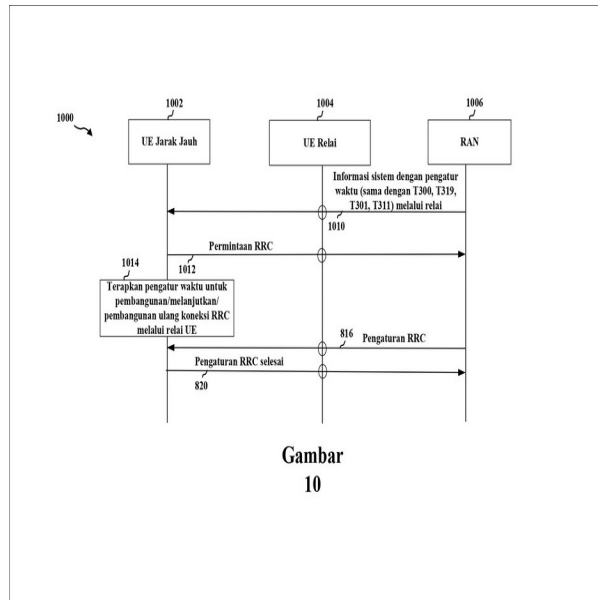 1000
1002
1004
1006
UE Jarak Jauh
UE Relai
RAN
Informasi sistem dengan pengatur
waktu (sama dengan T300, T319,
T301, T311) melalui relai
1010
Permintaan RRC
1012
1014
Terapkan pengatur waktu untuk
pembangunan/melanjutkan/
pembangunan ulang koneksi RRC
melalui relai UE
816
Pengaturan RRC
Pengaturan RRC selesai
820
Gambar
10